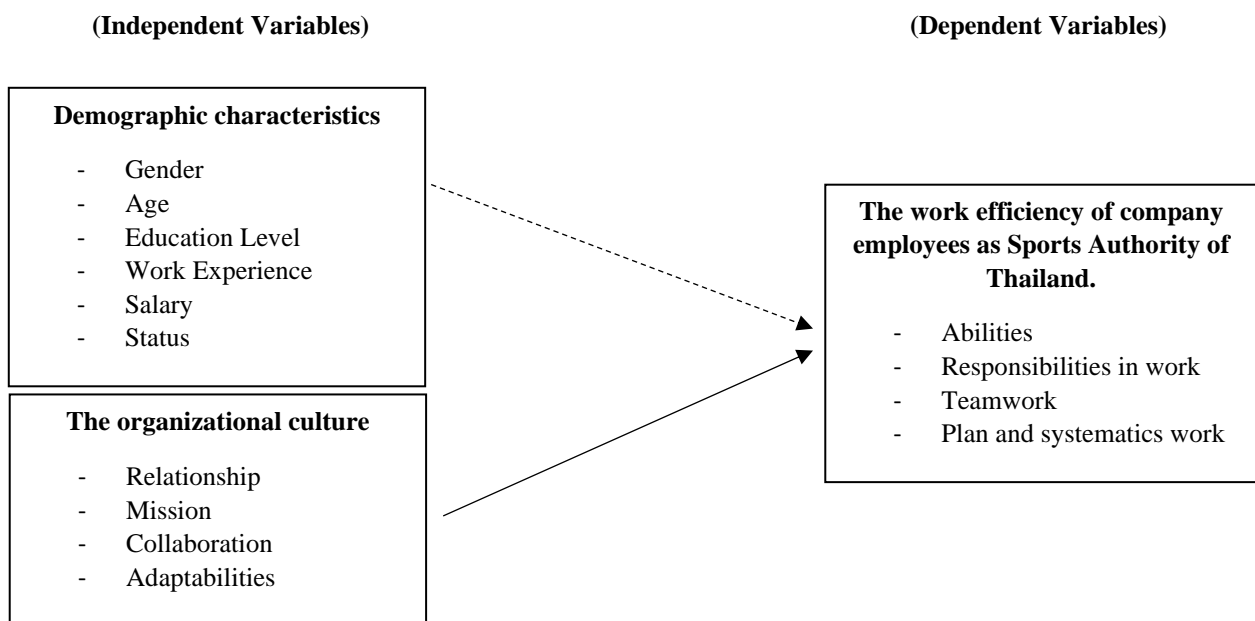 (Independent Variables)
(Dependent Variables)
Demographic characteristics
- Gender
- Age
- Education Level
- Work Experience
- Salary
- Status
The organizational culture
- Relationship
- Mission
- Collaboration
- Adaptabilities
The work efficiency of company
employees as Sports Authority of
Thailand.
- Abilities
- Responsibilities in work
- Teamwork
- Plan and systematics work